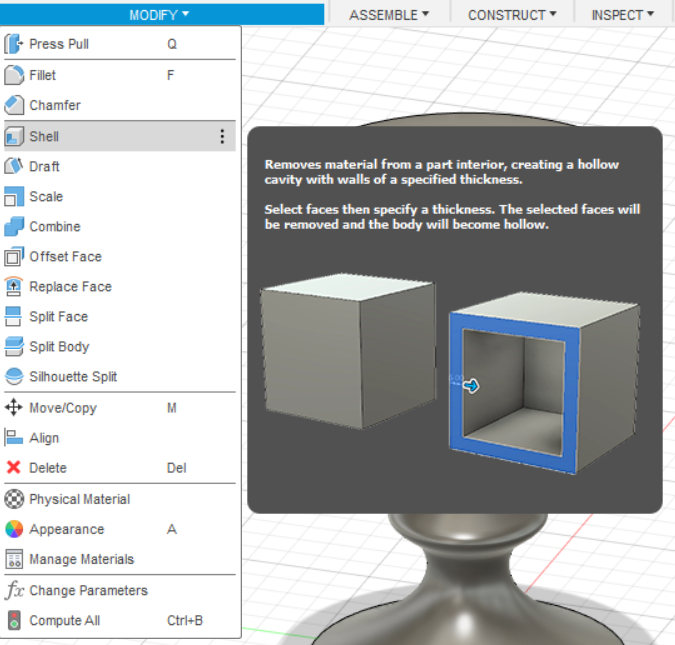 MODIFY ASSEMBLE CONSTRUCT INSPECT
Press Pull Q
Fillet F
Chamfer
Shell
Draft
Scale
Combine
Offset Face
Replace Face
Split Face
Split Body
Silhouette Split
Move/Copy M
Align
Delete Del
Physical Material
Appearance A
Manage Materials
fx Change Parameters
Compute All Ctrl+B
Removes material from a part interior, creating a hollow
cavity with walls of a specified thickness.
Select faces then specify a thickness. The selected faces will
be removed and the body will become hollow.